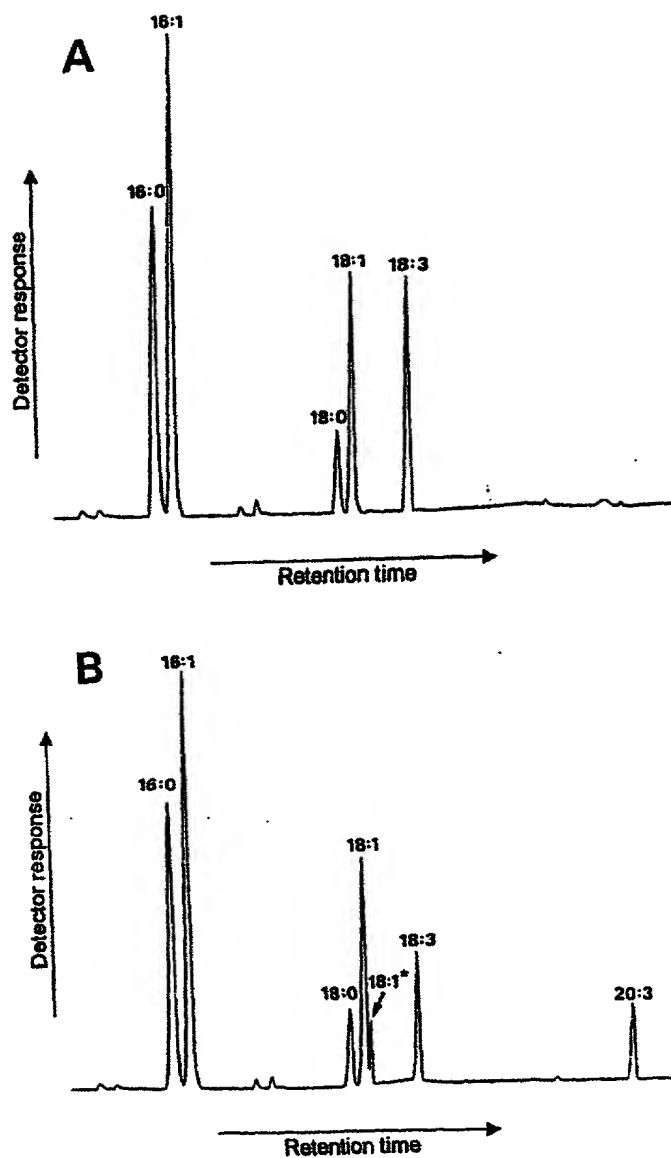 A
16:1
16:0
18:1
18:3
18:0
Detector response
Retention time
B
16:1
16:0
18:1
18:3
18:0
18:1*
20:3
Detector response
Retention time